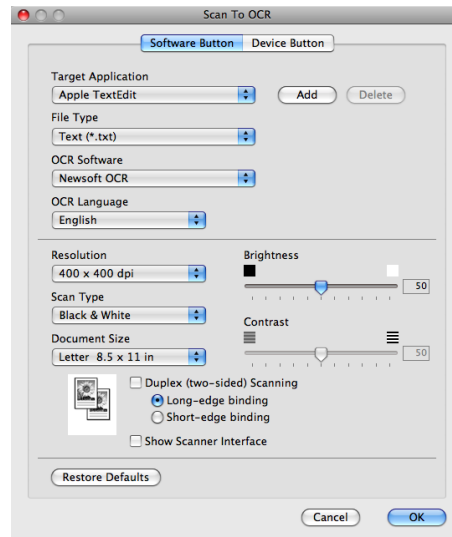 Scan To OCR
Software Button Device Button
Target Application
Apple TextEdit Add Delete
File Type
Text (*.txt)
OCR Software
Newsoft OCR
OCR Language
English
Resolution Brightness
400 x 400 dpi 50
Scan Type
Black & White
Contrast
Document Size
Letter 8.5 x 11 in 50
Duplex (two-sided) Scanning
Long-edge binding
Short-edge binding
Show Scanner Interface
Restore Defaults
Cancel OK